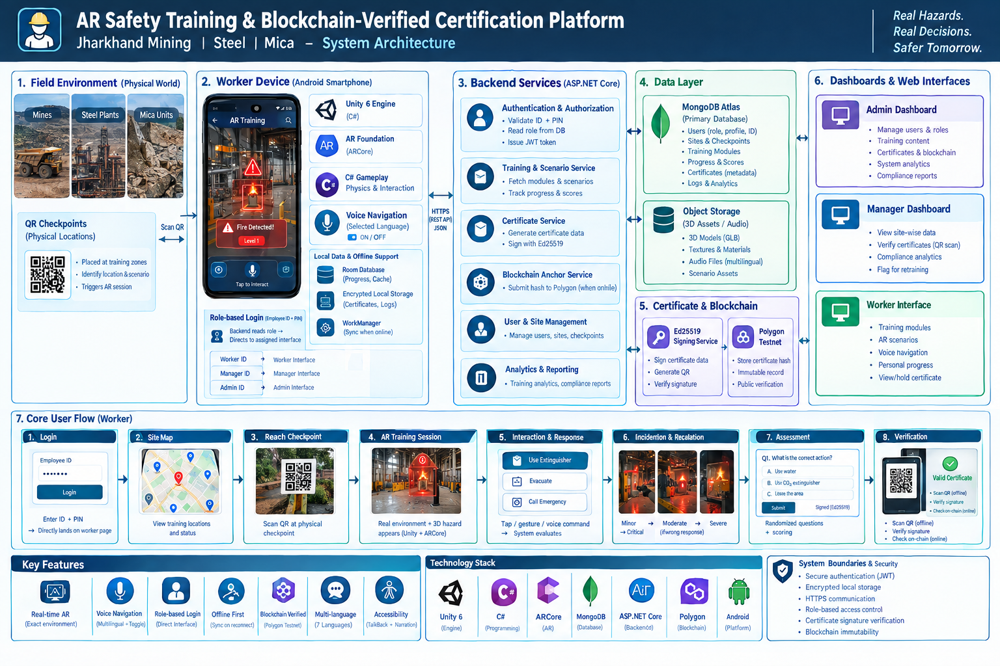 AR Safety Training & Blockchain-Verified Certification Platform
Jharkhand Mining | Steel | Mica – System Architecture
Real Hazards.
Real Decisions.
Safer Tomorrow.
1. Field Environment (Physical World)
Mines
Steel Plants
Mica Units
QR Checkpoints
(Physical Locations)
• Placed at training zones
• Identify location & scenario
• Triggers AR session
Scan QR
2. Worker Device (Android Smartphone)
AR Training
Fire Detected!
Level 1
Tap to Interact
Unity 6 Engine
(C#)
AR
AR Foundation
(ARCore)
C#
C# Gameplay
Physics & Interaction
Voice Navigation
(Selected Language)
ON / OFF
Local Data & Offline Support
Room Database
(Progress, Cache)
Encrypted Local Storage
(Certificates, Logs)
WorkManager
(Sync when online)
Role-based Login (Employee ID + PIN)
Backend reads role →
Directs to assigned interface
Worker ID → Worker Interface
Manager ID → Manager Interface
Admin ID → Admin Interface
HTTPS
(REST API)
JSON
3. Backend Services (ASP.NET Core)
Authentication & Authorization
• Validate ID + PIN
• Read role from DB
• Issue JWT token
Training & Scenario Service
• Fetch modules & scenarios
• Track progress & scores
Certificate Service
• Generate certificate data
• Sign with Ed25519
Blockchain Anchor Service
• Submit hash to Polygon (when onhile)
User & Site Management
• Manage users, sites, checkpoints
Analytics & Reporting
• Training analytics, compliance reports
4. Data Layer
MongoDB Atlas
(Primary Database)
• Users (role, profile, ID)
• Sites & Checkpoints
• Training Modules
• Progress & Scores
• Certificates (metadata)
• Logs & Analytics
Object Storage
(3D Assets / Audio)
• 3D Models (GLB)
• Textures & Materials
• Audio Files (multilingual)
• Scenario Assets
5. Certificate & Blockchain
Ed25519
Signing Service
• Sign certificate data
• Generate QR
• Verify signature
Polygon
Testnet
• Store certificate hash
• Immutable record
• Public verification
6. Dashboards & Web Interfaces
Admin Dashboard
• Manage users & roles
• Training content
• Certificates & blockchain
• System analytics
• Compliance reports
Manager Dashboard
• View site-wise data
• Verify certificates (QR scan)
• Compliance analytics
• Flag for retraining
Worker Interface
• Training modules
• AR scenarios
• Voice navigation
• Personal progress
• View/hold certificate
7. Core User Flow (Worker)
1. Login
Employee ID
•••••••
Login
Enter ID + PIN
→ Directly lands on worker page
2. Site Map
View training locations
and status
3. Reach Checkpoint
Scan QR at physical
checkpoint
4. AR Training Session
Real environment + 3D hazard
appears (Unity + ARCore)
5. Interaction & Response
Use Extinguisher
Evacuate
Call Emergency
Tap / gesture / voice command
→ System evaluates
6. Incidention & Recalation
Minor → Moderate → Severe
→ Critical (if wrong response)
7. Assessment
Q1. What is the correct action?
A. Use water
B. Use CO₂ extinguisher
C. Leave the area
Submit
Signed (Ed25519)
Randomized questions
+ scoring
8. Verification
Valid Certificate
• Scan QR (offline)
• Verify signature
• Check on-chain (online)
• Scan QR (offline)
• Verify signature
• Check on-chain (online)
Key Features
Real-time AR
(Exact environment)
Voice Navigation
(Multilingual + Toggle)
Role-based Login
(Direct Interface)
Offline First
(Sync on reconnect)
Blockchain Verified
(Polygon Testnet)
Multi-language
(7 Languages)
Accessibility
(TalkBack + Narration)
Technology Stack
Unity 6
(Engine)
C#
C#
(Programming)
ARCore
(AR)
MongoDB
(Database)
ASP.NET Core
(Backend)
Polygon
(Blockchain)
Android
(Platform)
System Boundaries & Security
• Secure authentication (JWT)
• Encrypted local storage
• HTTPS communication
• Role-based access control
• Certificate signature verification
• Blockchain immutability